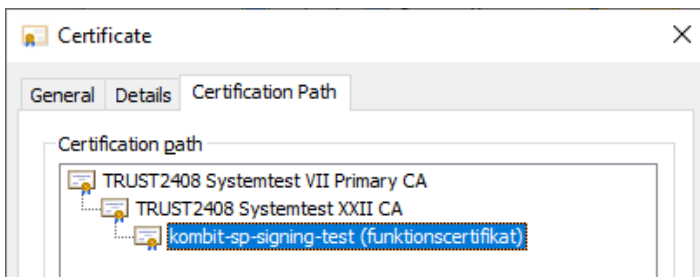 Certificate
General Details Certification Path
Certification path
TRUST2408 Systemtest VII Primary CA
TRUST2408 Systemtest XXII CA
kombit-sp-signing-test (funktionscertifikat)